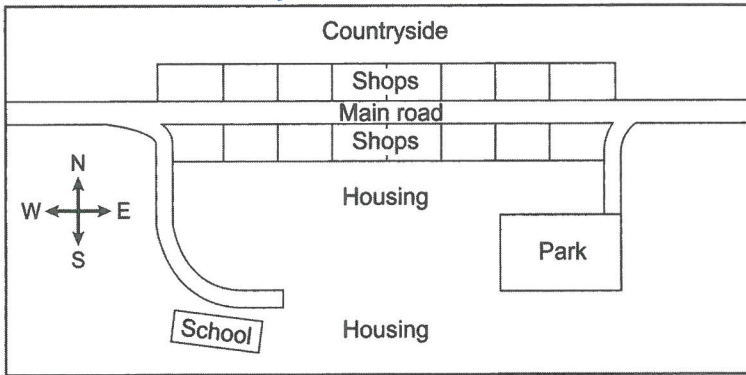 Countryside
Shops
Main road
Shops
N
W E
S
Housing
Park
School
Housing